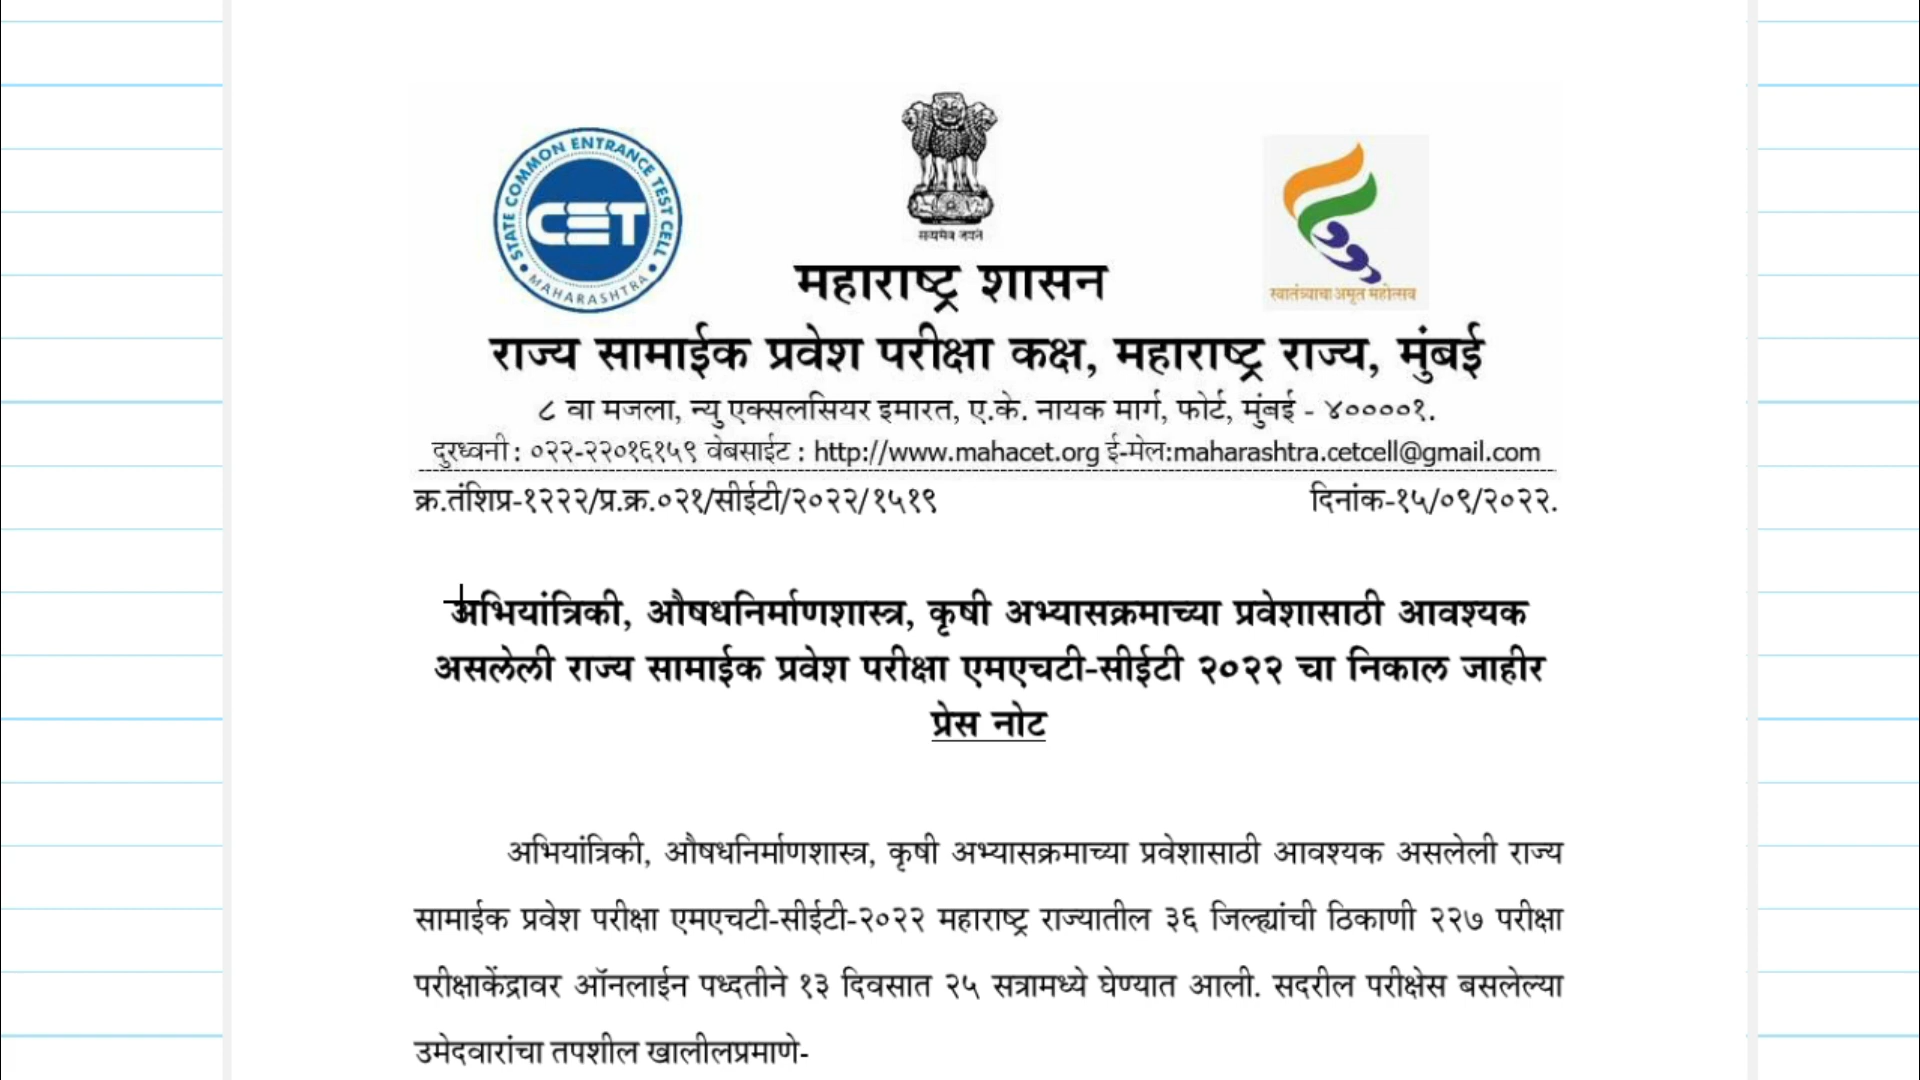 STATE COMMON ENTRANCE TEST CELL
CET
MAHARASHTRA
सत्यमेव जयते
स्वातंत्र्याचा अमृत महोत्सव
महाराष्ट्र शासन
राज्य सामाईक प्रवेश परीक्षा कक्ष, महाराष्ट्र राज्य, मुंबई
८ वा मजला, न्यु एक्सलसियर इमारत, ए.के. नायक मार्ग, फोर्ट, मुंबई - ४००००१.
दुरध्वनी : ०२२-२२०१६१५९ वेबसाईट : http://www.mahacet.org ई-मेल:maharashtra.cetcell@gmail.com
क्र.तंशिप्र-१२२२/प्र.क्र.०२१/सीईटी/२०२२/१५१९ दिनांक-१५/०९/२०२२.
अभियांत्रिकी, औषधनिर्माणशास्त्र, कृषी अभ्यासक्रमाच्या प्रवेशासाठी आवश्यक
असलेली राज्य सामाईक प्रवेश परीक्षा एमएचटी-सीईटी २०२२ चा निकाल जाहीर
प्रेस नोट
अभियांत्रिकी, औषधनिर्माणशास्त्र, कृषी अभ्यासक्रमाच्या प्रवेशासाठी आवश्यक असलेली राज्य
सामाईक प्रवेश परीक्षा एमएचटी-सीईटी-२०२२ महाराष्ट्र राज्यातील ३६ जिल्ह्यांची ठिकाणी २२७ परीक्षा
परीक्षाकेंद्रावर ऑनलाईन पध्दतीने १३ दिवसात २५ सत्रामध्ये घेण्यात आली. सदरील परीक्षेस बसलेल्या
उमेदवारांचा तपशील खालीलप्रमाणे-